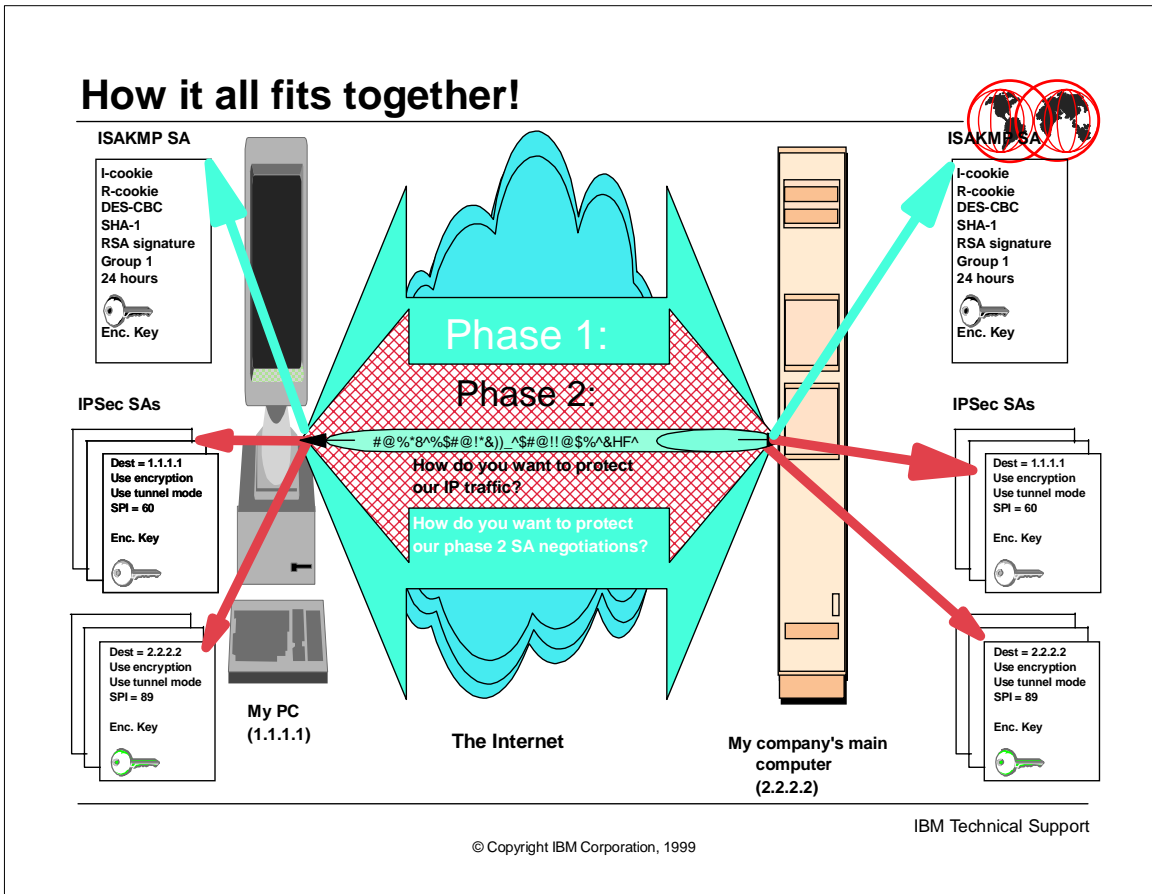 How it all fits together!
ISAKMP SA
I-cookie
R-cookie
DES-CBC
SHA-1
RSA signature
Group 1
24 hours
Enc. Key
IPSec SAs
Dest = 1.1.1.1
Use encryption
Use tunnel mode
SPI = 60
Enc. Key
Dest = 2.2.2.2
Use encryption
Use tunnel mode
SPI = 89
Enc. Key
My PC
(1.1.1.1)
Phase 1:
Phase 2:
#@%*8^%$#@!*&))_^$#@!!@$%^&HF^
How do you want to protect
our IP traffic?
How do you want to protect
our phase 2 SA negotiations?
The Internet
My company's main
computer
(2.2.2.2)
ISAKMP SA
I-cookie
R-cookie
DES-CBC
SHA-1
RSA signature
Group 1
24 hours
Enc. Key
IPSec SAs
Dest = 1.1.1.1
Use encryption
Use tunnel mode
SPI = 60
Enc. Key
Dest = 2.2.2.2
Use encryption
Use tunnel mode
SPI = 89
Enc. Key
IBM Technical Support
© Copyright IBM Corporation, 1999